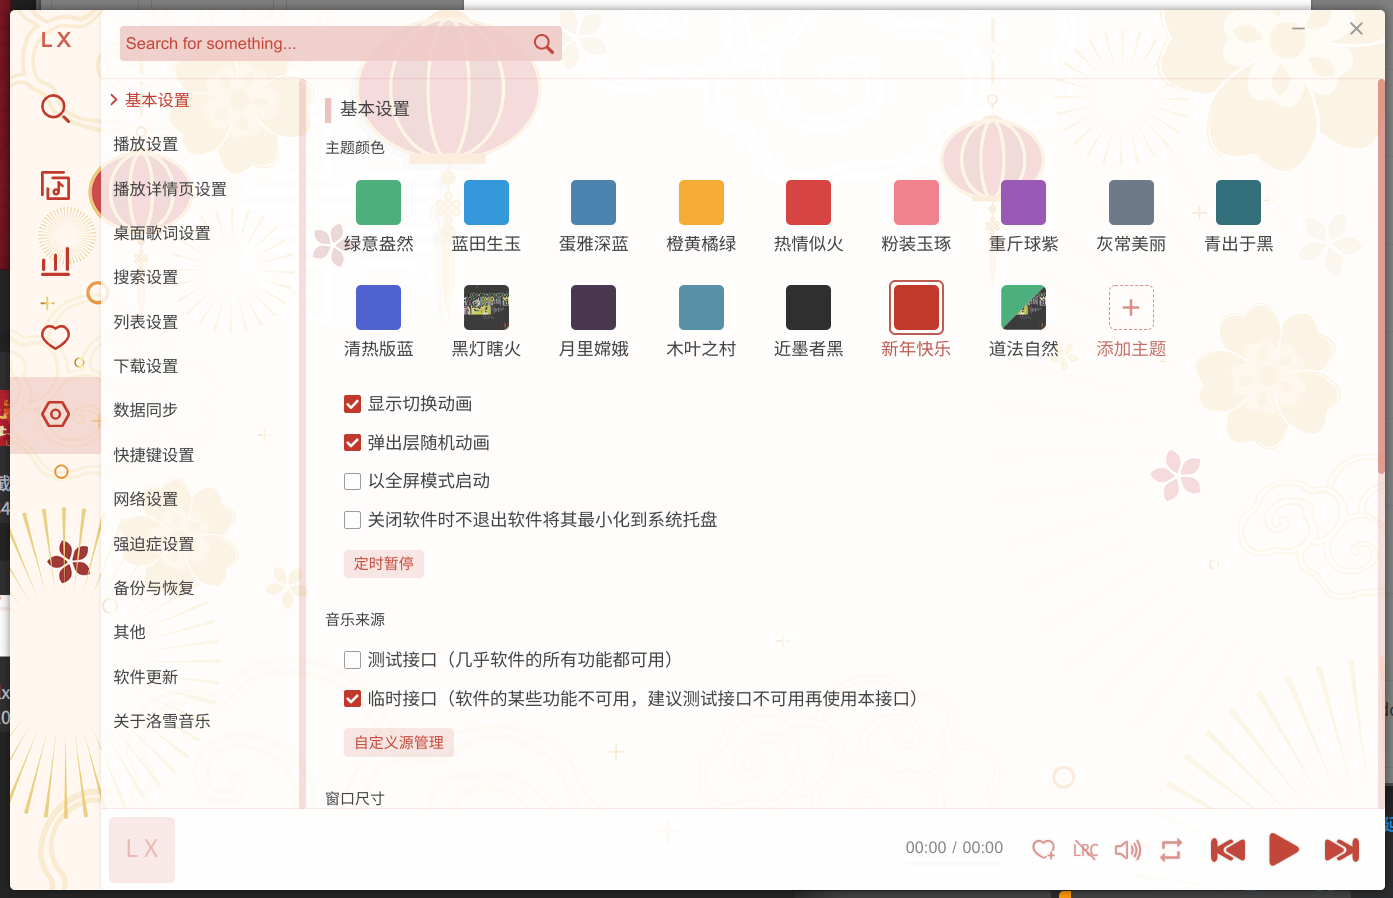 LX
Search for something...
基本设置
播放设置
播放详情页设置
桌面歌词设置
搜索设置
列表设置
下载设置
数据同步
快捷键设置
网络设置
强迫症设置
备份与恢复
其他
软件更新
关于洛雪音乐
基本设置
主题颜色
绿意盎然 蓝田生玉 蛋雅深蓝 橙黄橘绿 热情似火 粉装玉琢 重斤球紫 灰常美丽 青出于黑
清热版蓝 黑灯瞎火 月里嫦娥 木叶之村 近墨者黑 新年快乐 道法自然 添加主题
显示切换动画
弹出层随机动画
以全屏模式启动
关闭软件时不退出软件将其最小化到系统托盘
定时暂停
音乐来源
测试接口（几乎软件的所有功能都可用）
临时接口（软件的某些功能不可用，建议测试接口不可用再使用本接口）
自定义源管理
窗口尺寸
LX
00:00 / 00:00
LRC